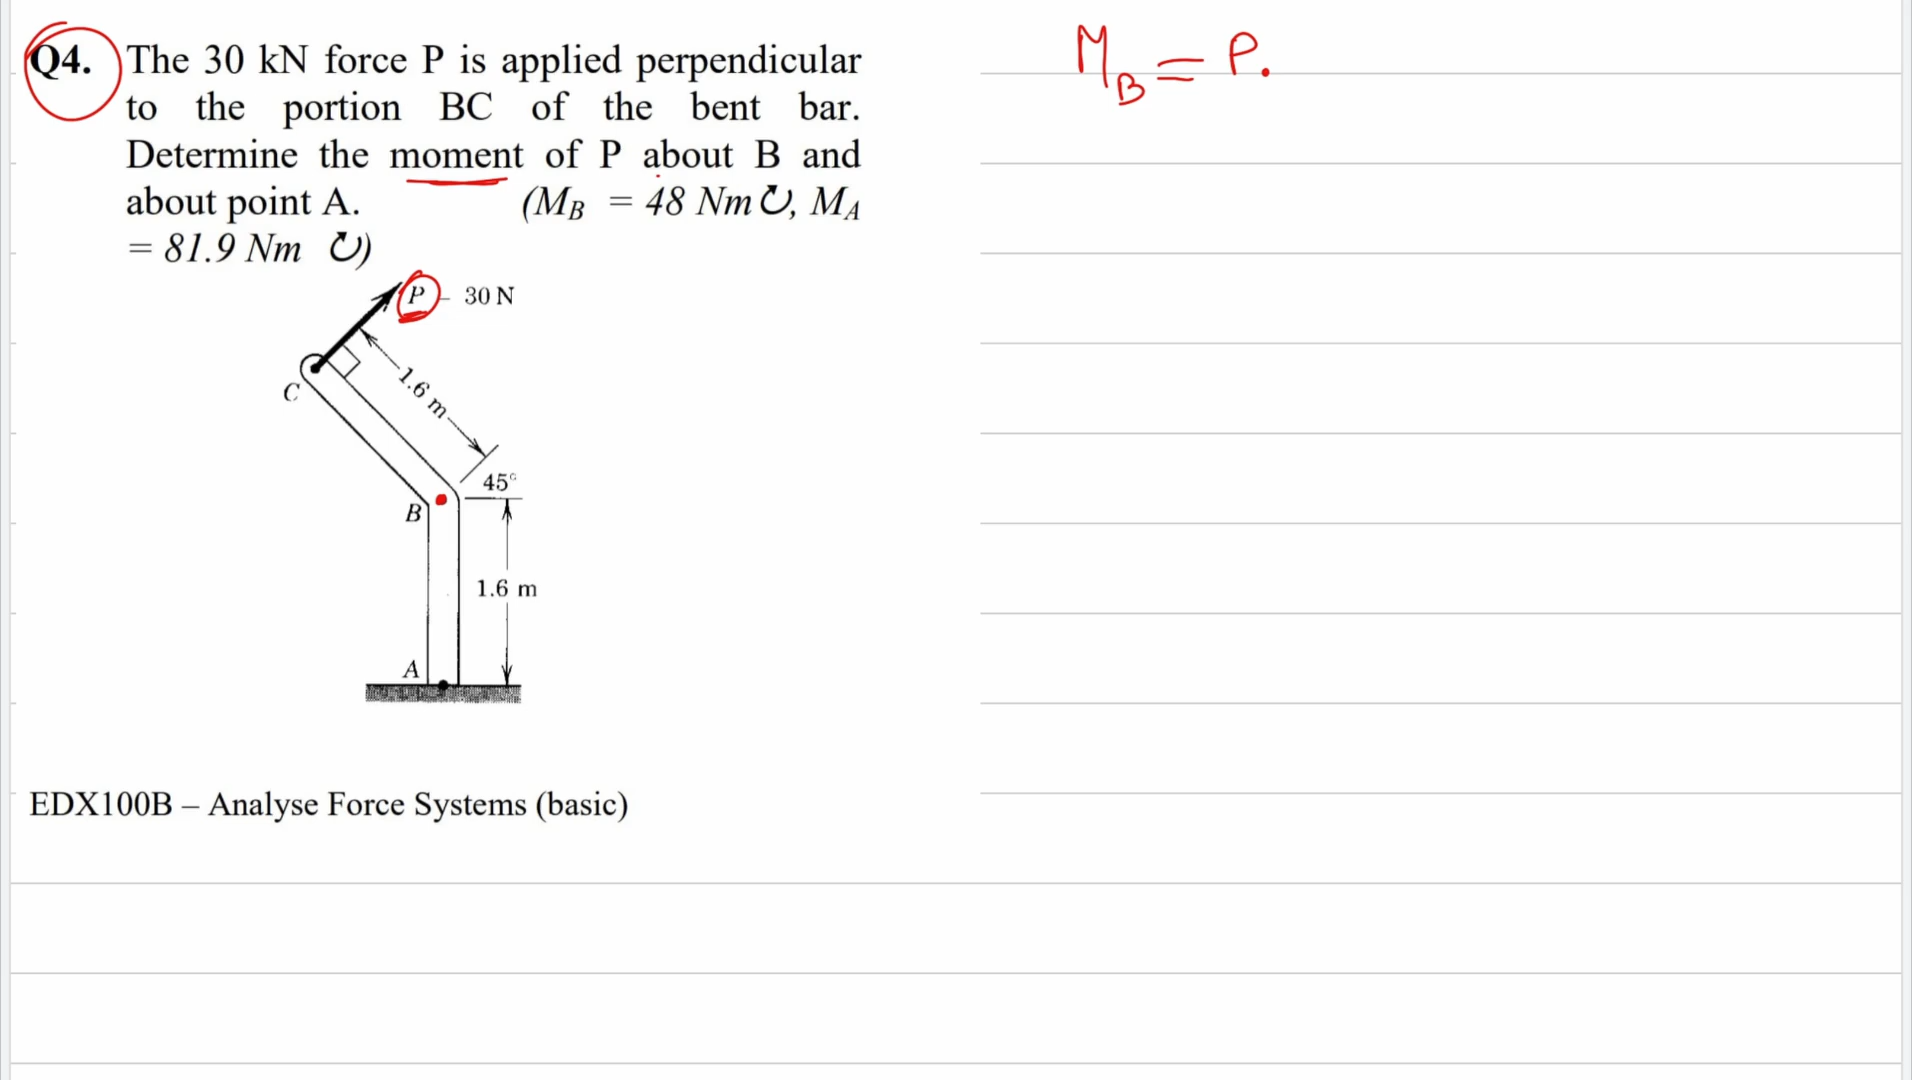 Q4. The 30 kN force P is applied perpendicular
to the portion BC of the bent bar.
Determine the moment of P about B and
about point A. (MB = 48 Nm↻, MA
= 81.9 Nm ↻)
MB = P.
P – 30 N
1.6 m
C
45°
B
1.6 m
A
EDX100B – Analyse Force Systems (basic)